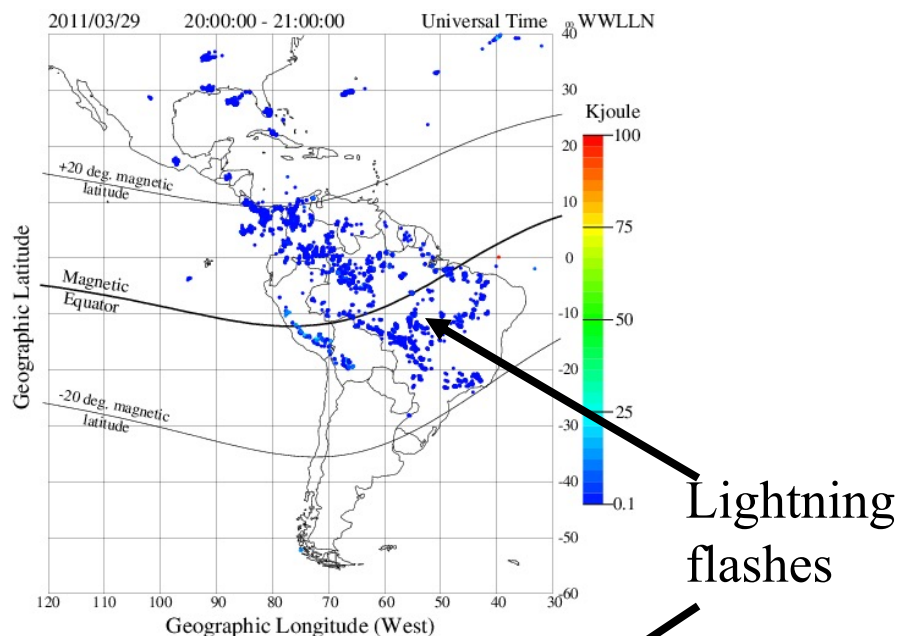 2011/03/29 20:00:00 - 21:00:00 Universal Time WWLLN
40
30
20
10
0
-10
-20
-30
-40
-50
-60
Kjoule
100
75
50
25
0.1
+20 deg. magnetic
latitude
Magnetic
Equator
-20 deg. magnetic
latitude
Geographic Latitude
Lightning
flashes
120 110 100 90 80 70 60 50 40 30
Geographic Longitude (West)